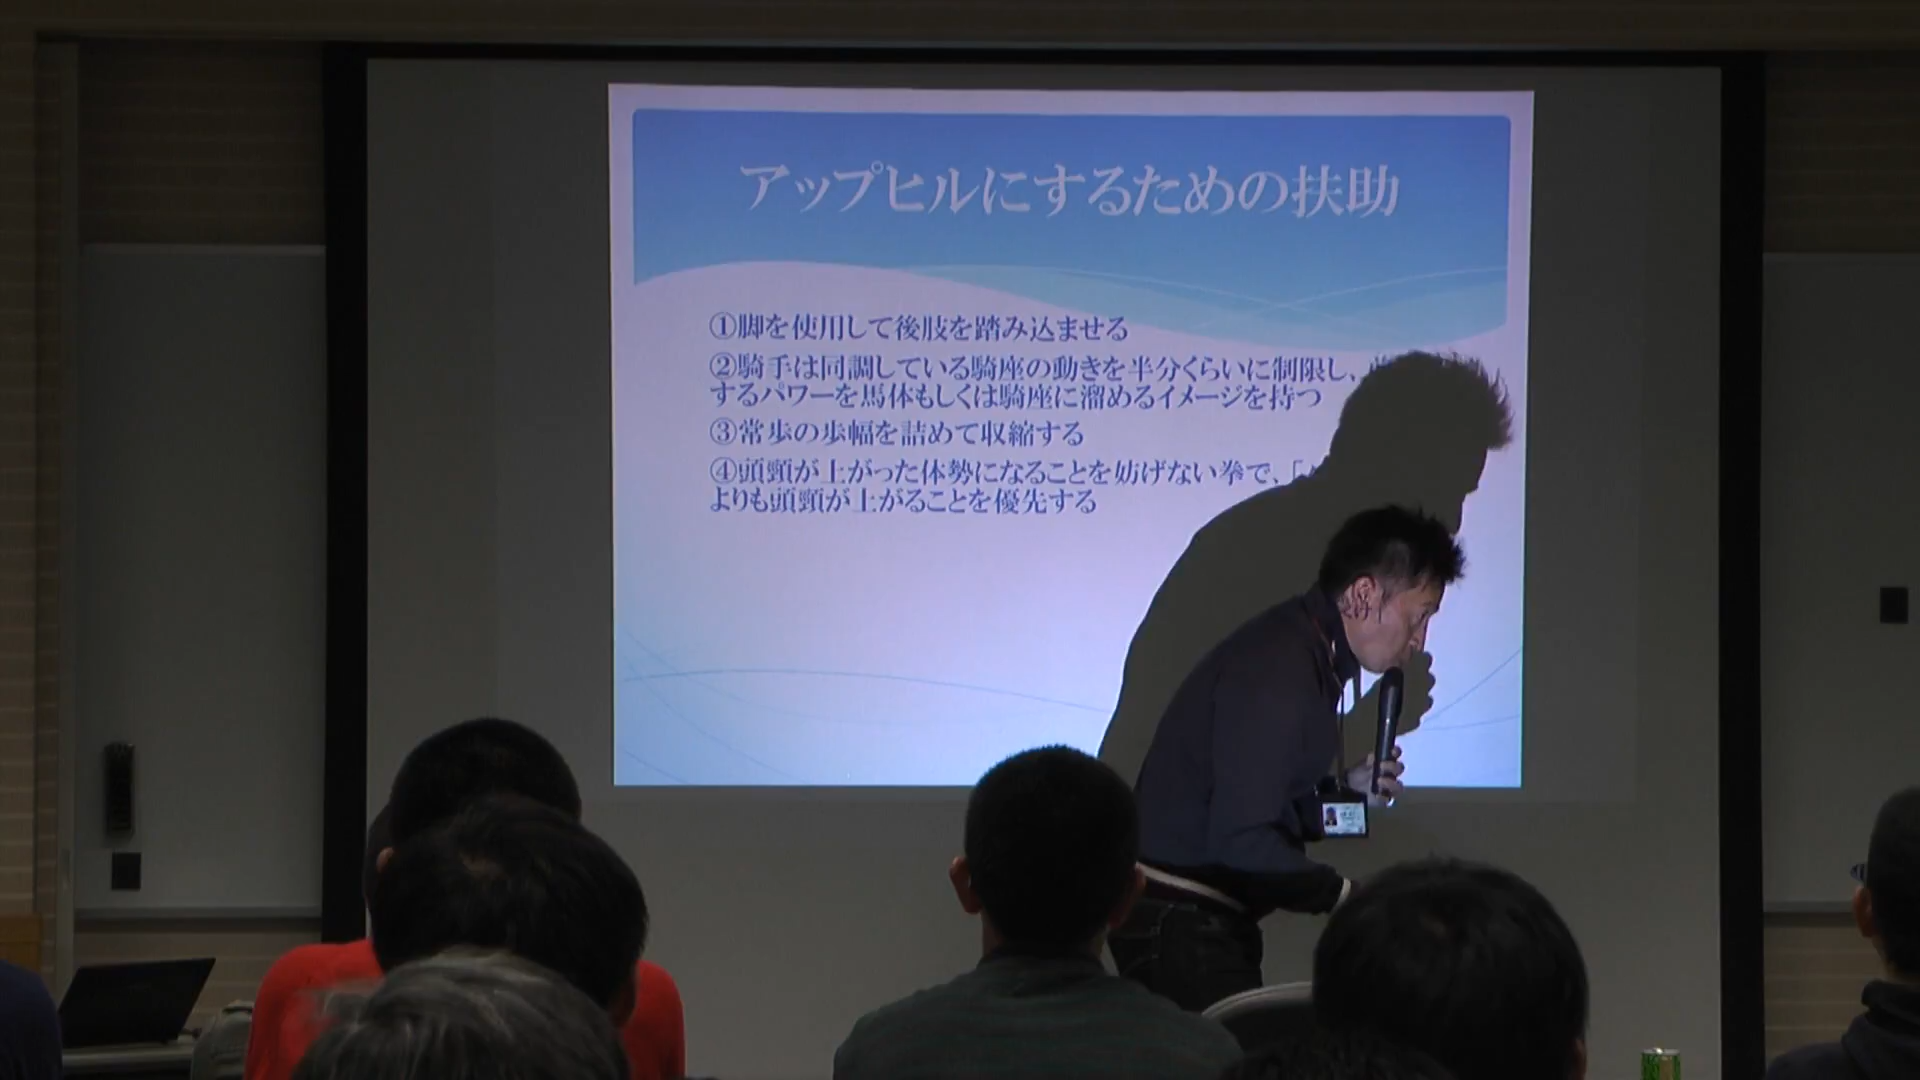 アップヒルにするための扶助
①脚を使用して後肢を踏み込ませる
②騎手は同調している騎座の動きを半分くらいに制限し、
するパワーを馬体もしくは騎座に溜めるイメージを持つ
③常歩の歩幅を詰めて収縮する
④頭頸が上がった体勢になることを妨げない拳で、「
よりも頭頸が上がることを優先する